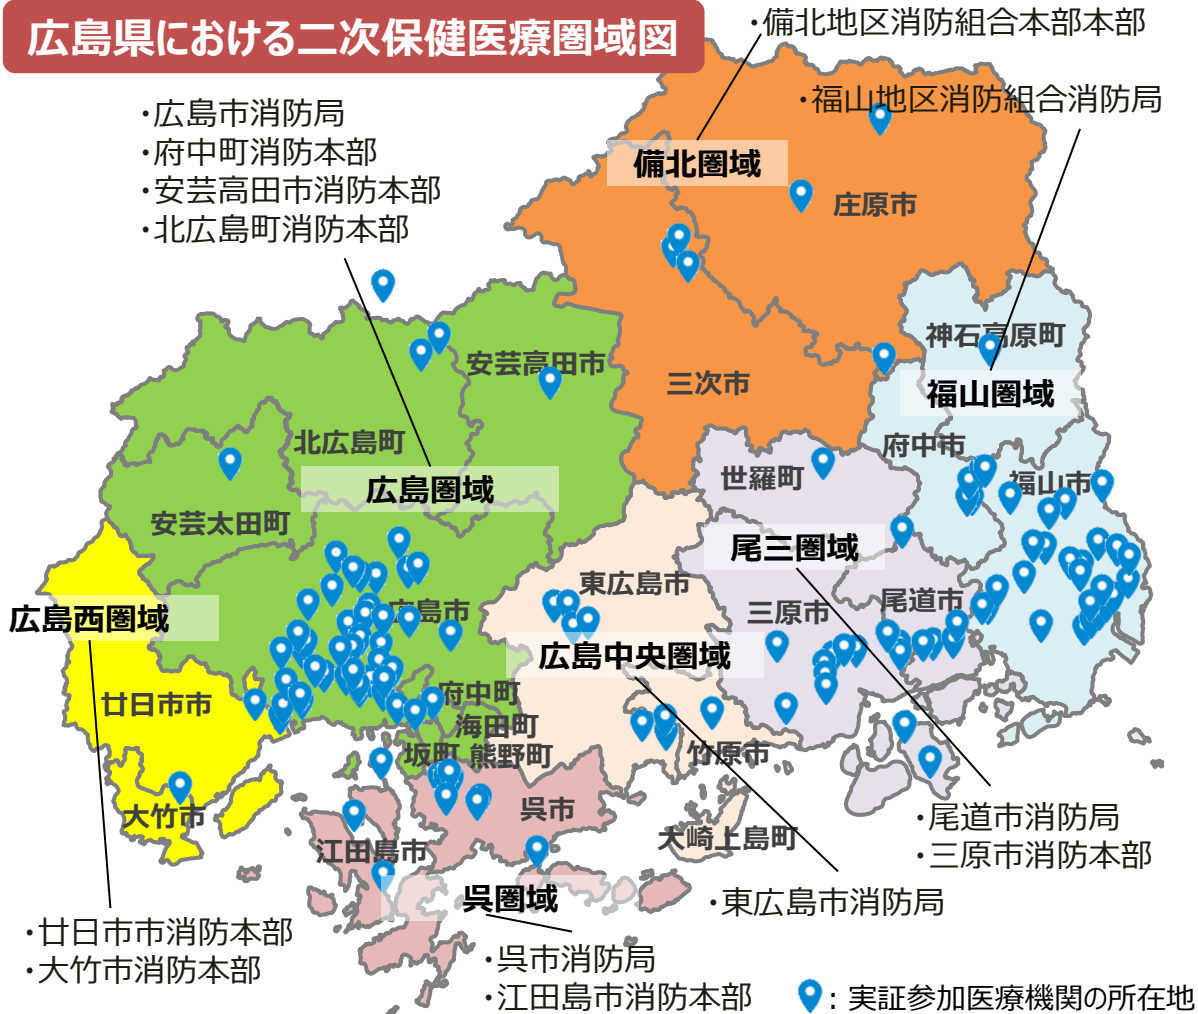 広島県における二次保健医療圏域図
・備北地区消防組合本部本部
・福山地区消防組合消防局
・広島市消防局
・府中町消防本部
・安芸高田市消防本部
・北広島町消防本部
備北圏域
庄原市
神石高原町
安芸高田市
三次市
福山圏域
北広島町
府中市
世羅町
福山市
広島圏域
安芸太田町
尾三圏域
東広島市
広島市
三原市
尾道市
広島西圏域
広島中央圏域
廿日市市
府中町
海田町
坂町
熊野町
竹原市
大竹市
呉市
江田島市
大崎上島町
呉圏域
・尾道市消防局
・三原市消防本部
・東広島市消防局
・廿日市市消防本部
・大竹市消防本部
・呉市消防局
・江田島市消防本部
：実証参加医療機関の所在地